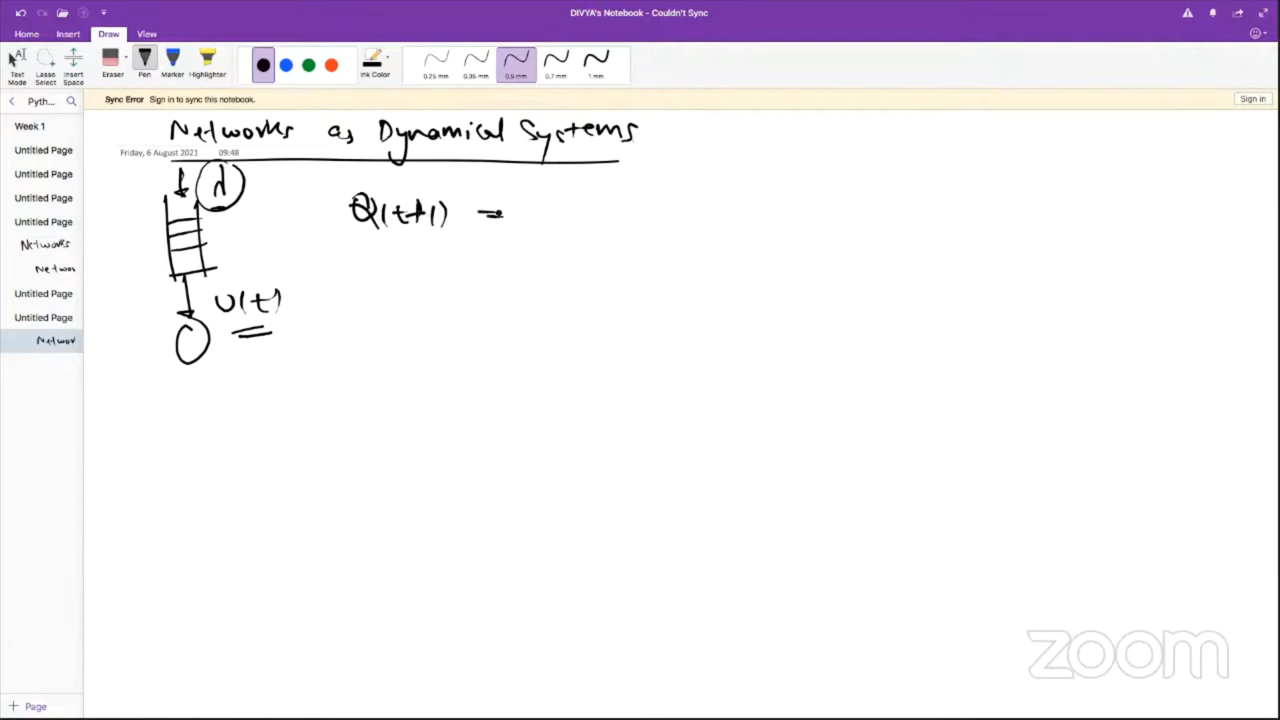 DIVYA's Notebook - Couldn't Sync
Home Insert Draw View
Text Mode
Lasso Select
Insert Space
Eraser
Pen
Marker
Highlighter
Ink Color
0.25 mm
0.35 mm
0.5 mm
0.7 mm
1 mm
Sync Error Sign in to sync this notebook.
Sign in
Pyth...
Week 1
Untitled Page
Untitled Page
Untitled Page
Untitled Page
Networks
Networ
Untitled Page
Untitled Page
Networ
+ Page
Networks as Dynamical Systems
Friday, 6 August 2021 09:48
λ
Q(t+1) =
U(t)
zoom